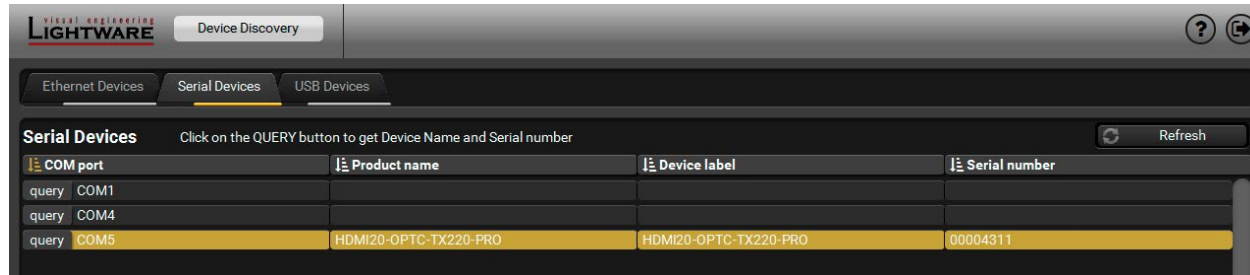 visual engineering
LIGHTWARE Device Discovery ?
Ethernet Devices Serial Devices USB Devices
Serial Devices Click on the QUERY button to get Device Name and Serial number Refresh
COM port Product name Device label Serial number
query COM1
query COM4
query COM5 HDMI20-OPTC-TX220-PRO HDMI20-OPTC-TX220-PRO 00004311